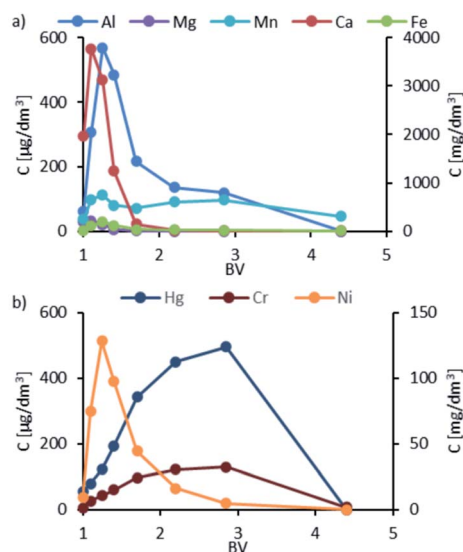 a)
Al Mg Mn Ca Fe
600 4000
400 3000
2000
200
1000
0 0
1 2 3 4 5
BV
C [µg/dm³]
C [mg/dm³]
b)
Hg Cr Ni
600 150
400 100
200 50
0 0
1 2 3 4 5
BV
C [µg/dm³]
C [mg/dm³]